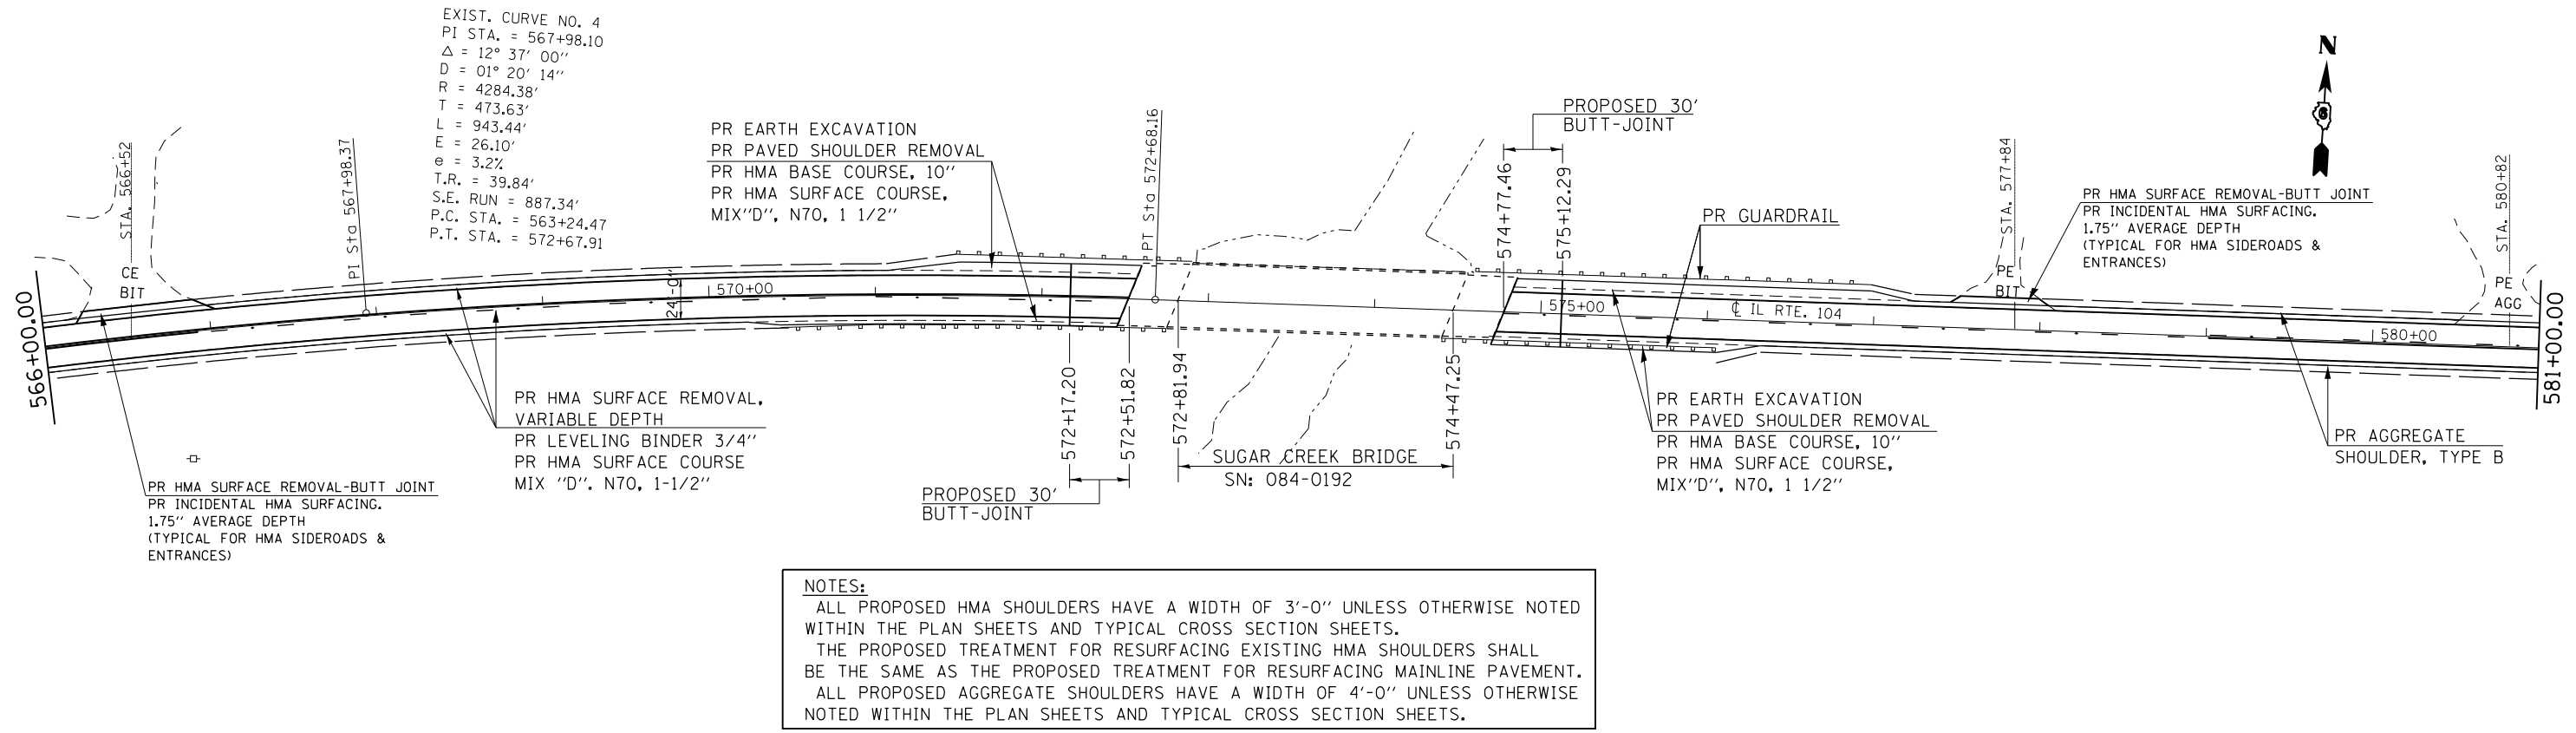 EXIST. CURVE NO. 4
PI STA. = 567+98.10
△ = 12° 37' 00"
D = 01° 20' 14"
R = 4284.38'
T = 473.63'
L = 943.44'
E = 26.10'
e = 3.2%
T.R. = 39.84'
S.E. RUN = 887.34'
P.C. STA. = 563+24.47
P.T. STA. = 572+67.91
STA. 566+52
PI Sta 567+98.37
PR EARTH EXCAVATION
PR PAVED SHOULDER REMOVAL
PR HMA BASE COURSE, 10"
PR HMA SURFACE COURSE,
MIX"D", N70, 1 1/2"
PT Sta 572+68.16
PROPOSED 30'
BUTT-JOINT
574+77.46
575+12.29
PR GUARDRAIL
STA. 577+84
N
6
PR HMA SURFACE REMOVAL-BUTT JOINT
PR INCIDENTAL HMA SURFACING.
1.75" AVERAGE DEPTH
(TYPICAL FOR HMA SIDEROADS &
ENTRANCES)
STA. 580+82
CE
BIT
PE
BIT
PE
AGG
566+00.00
24'-0"
570+00
575+00
℄ IL RTE. 104
580+00
581+00.00
PR HMA SURFACE REMOVAL,
VARIABLE DEPTH
PR LEVELING BINDER 3/4"
PR HMA SURFACE COURSE
MIX "D". N70, 1-1/2"
572+17.20
572+51.82
572+81.94
574+47.25
SUGAR CREEK BRIDGE
SN: 084-0192
PR EARTH EXCAVATION
PR PAVED SHOULDER REMOVAL
PR HMA BASE COURSE, 10"
PR HMA SURFACE COURSE,
MIX"D", N70, 1 1/2"
PR AGGREGATE
SHOULDER, TYPE B
PR HMA SURFACE REMOVAL-BUTT JOINT
PR INCIDENTAL HMA SURFACING.
1.75" AVERAGE DEPTH
(TYPICAL FOR HMA SIDEROADS &
ENTRANCES)
PROPOSED 30'
BUTT-JOINT
NOTES:
ALL PROPOSED HMA SHOULDERS HAVE A WIDTH OF 3'-0" UNLESS OTHERWISE NOTED
WITHIN THE PLAN SHEETS AND TYPICAL CROSS SECTION SHEETS.
THE PROPOSED TREATMENT FOR RESURFACING EXISTING HMA SHOULDERS SHALL
BE THE SAME AS THE PROPOSED TREATMENT FOR RESURFACING MAINLINE PAVEMENT.
ALL PROPOSED AGGREGATE SHOULDERS HAVE A WIDTH OF 4'-0" UNLESS OTHERWISE
NOTED WITHIN THE PLAN SHEETS AND TYPICAL CROSS SECTION SHEETS.